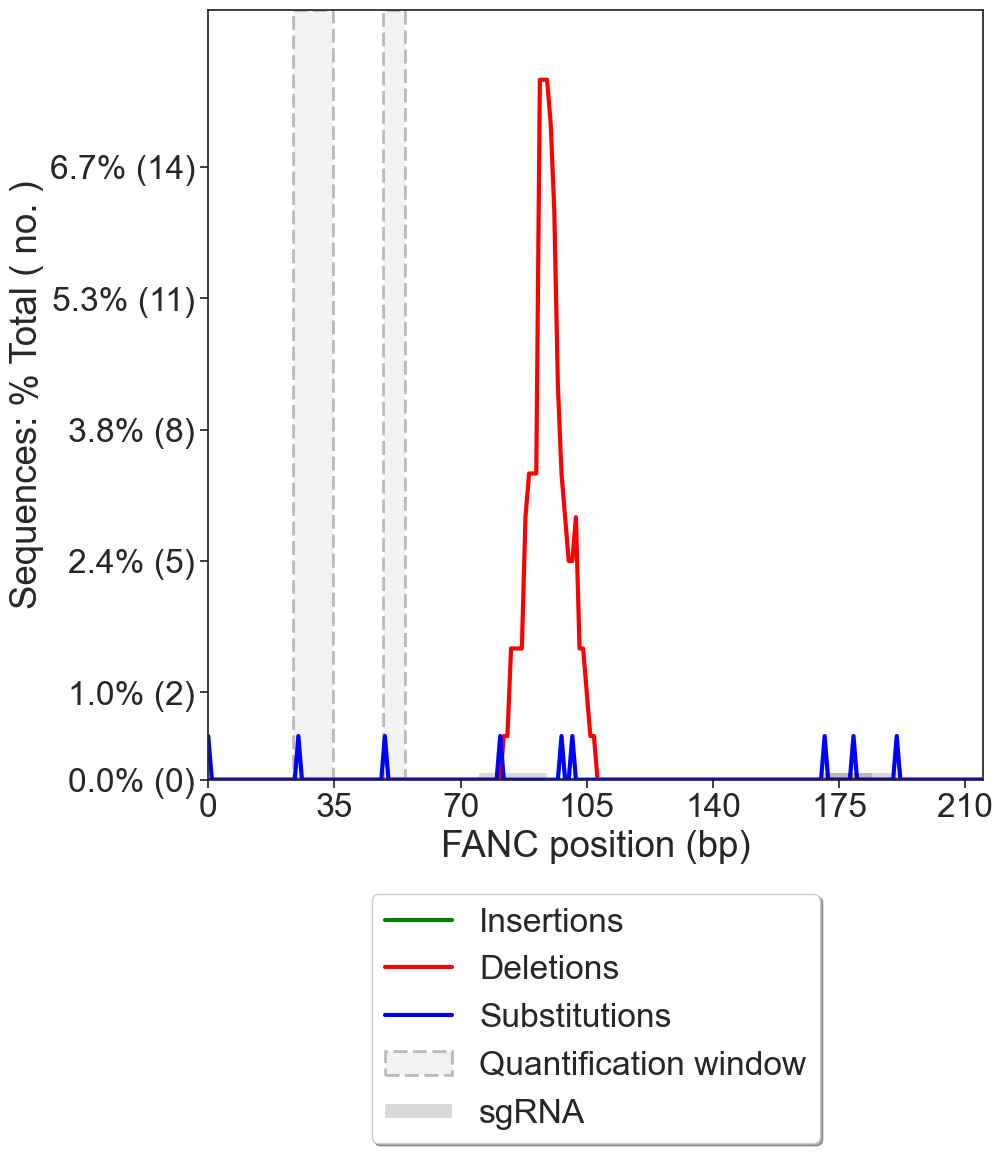 Sequences: % Total ( no. )
6.7% (14)
5.3% (11)
3.8% (8)
2.4% (5)
1.0% (2)
0.0% (0)
0 35 70 105 140 175 210
FANC position (bp)
Insertions
Deletions
Substitutions
Quantification window
sgRNA